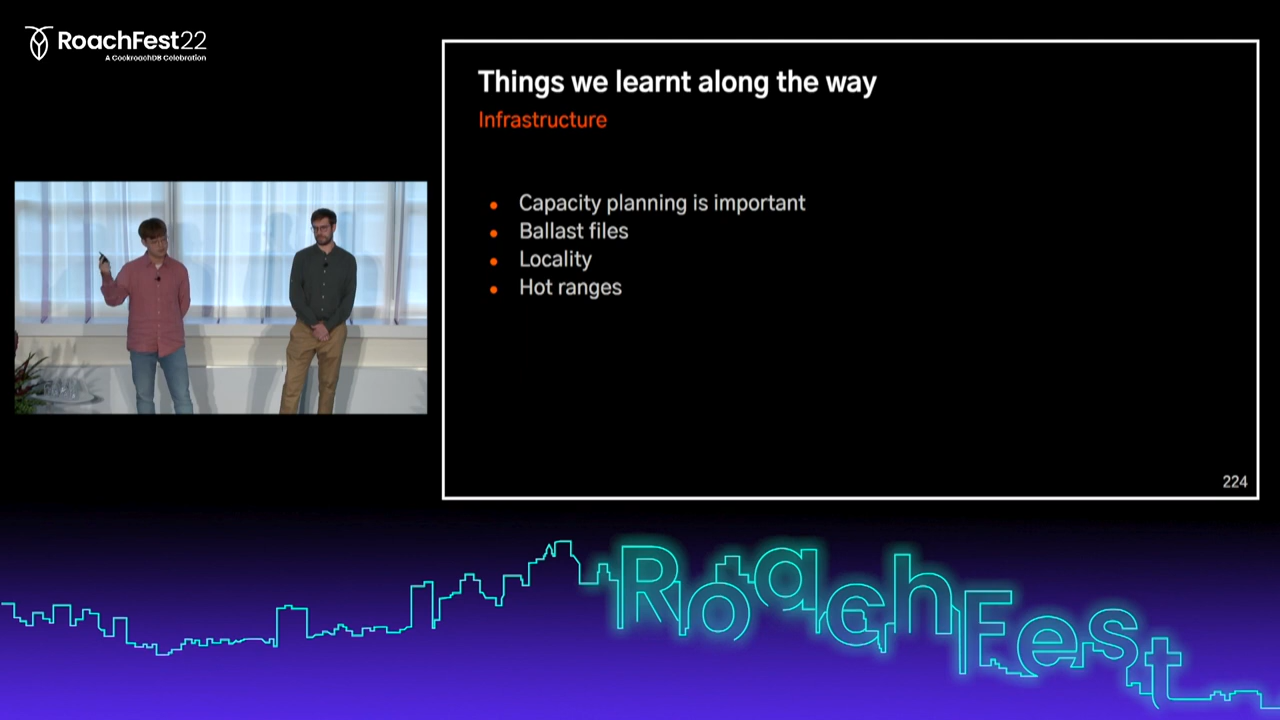 RoachFest22
A CockroachDB Celebration
Things we learnt along the way
Infrastructure
• Capacity planning is important
• Ballast files
• Locality
• Hot ranges
224
RoachFest